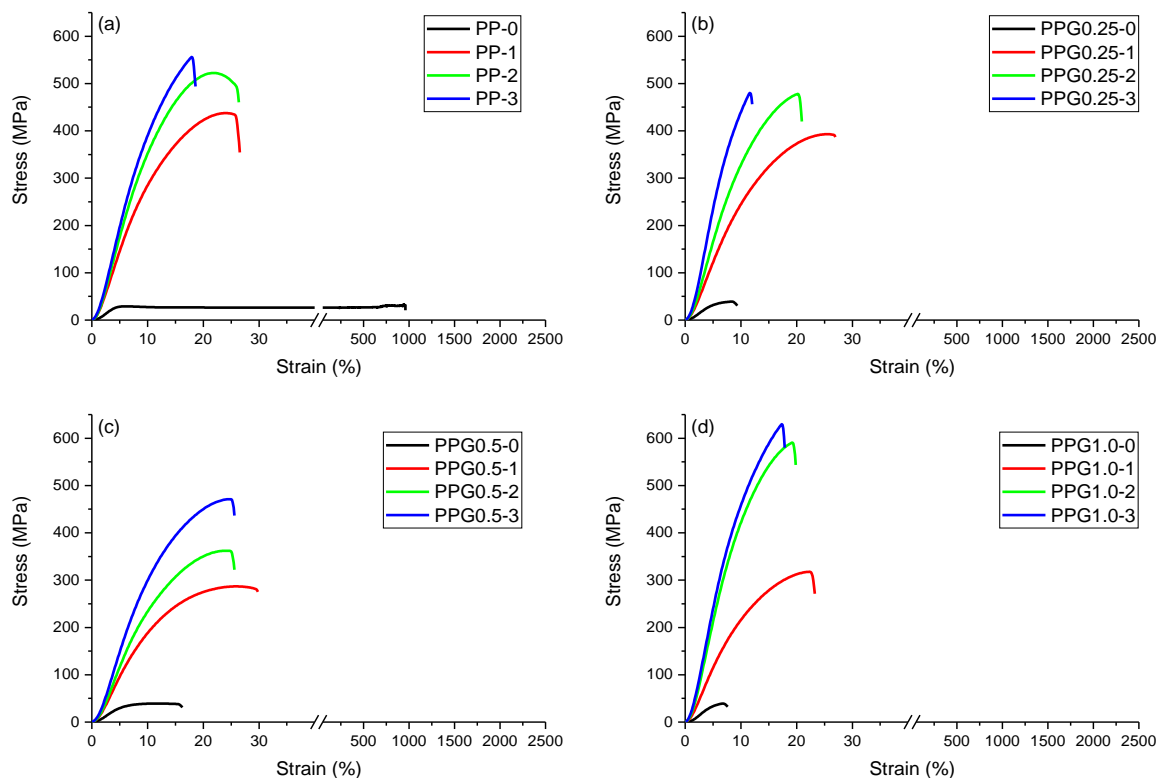 (a)
PP-0
PP-1
PP-2
PP-3
Stress (MPa)
600
500
400
300
200
100
0
0 10 20 30 500 1000 1500 2000 2500
Strain (%)
(b)
PPG0.25-0
PPG0.25-1
PPG0.25-2
PPG0.25-3
Stress (MPa)
600
500
400
300
200
100
0
0 10 20 30 500 1000 1500 2000 2500
Strain (%)
(c)
PPG0.5-0
PPG0.5-1
PPG0.5-2
PPG0.5-3
Stress (MPa)
600
500
400
300
200
100
0
0 10 20 30 500 1000 1500 2000 2500
Strain (%)
(d)
PPG1.0-0
PPG1.0-1
PPG1.0-2
PPG1.0-3
Stress (MPa)
600
500
400
300
200
100
0
0 10 20 30 500 1000 1500 2000 2500
Strain (%)